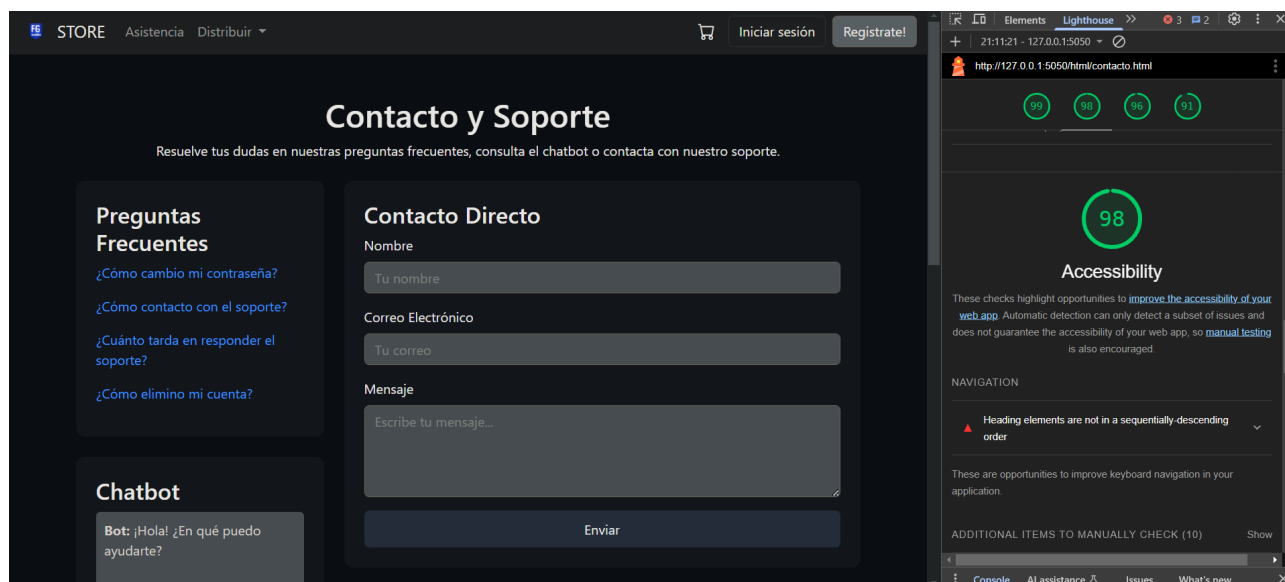 FG STORE Asistencia Distribuir Iniciar sesión Registrate!
Contacto y Soporte
Resuelve tus dudas en nuestras preguntas frecuentes, consulta el chatbot o contacta con nuestro soporte.
Preguntas
Frecuentes
¿Cómo cambio mi contraseña?
¿Cómo contacto con el soporte?
¿Cuánto tarda en responder el
soporte?
¿Cómo elimino mi cuenta?
Chatbot
Bot: ¡Hola! ¿En qué puedo
ayudarte?
Contacto Directo
Nombre
Tu nombre
Correo Electrónico
Tu correo
Mensaje
Escribe tu mensaje...
Enviar
Elements Lighthouse 3 2
21:11:21 - 127.0.0.1:5050
http://127.0.0.1:5050/html/contacto.html
99 98 96 91
98
Accessibility
These checks highlight opportunities to improve the accessibility of your
web app. Automatic detection can only detect a subset of issues and
does not guarantee the accessibility of your web app, so manual testing
is also encouraged.
NAVIGATION
Heading elements are not in a sequentially-descending
order
These are opportunities to improve keyboard navigation in your
application.
ADDITIONAL ITEMS TO MANUALLY CHECK (10) Show
Console AI assistance Issues What's new